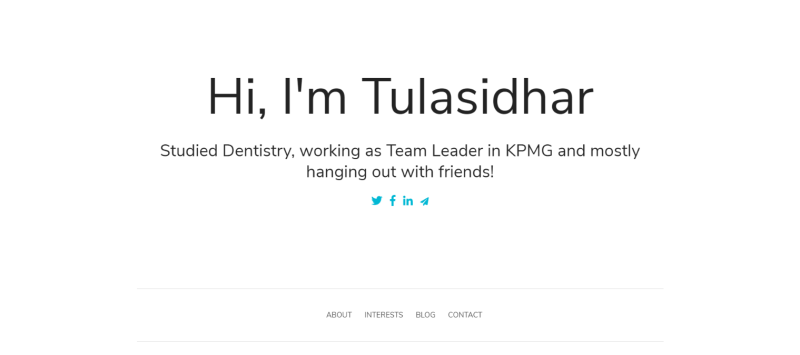 Hi, I'm Tulasidhar
Studied Dentistry, working as Team Leader in KPMG and mostly
hanging out with friends!
ABOUT INTERESTS BLOG CONTACT